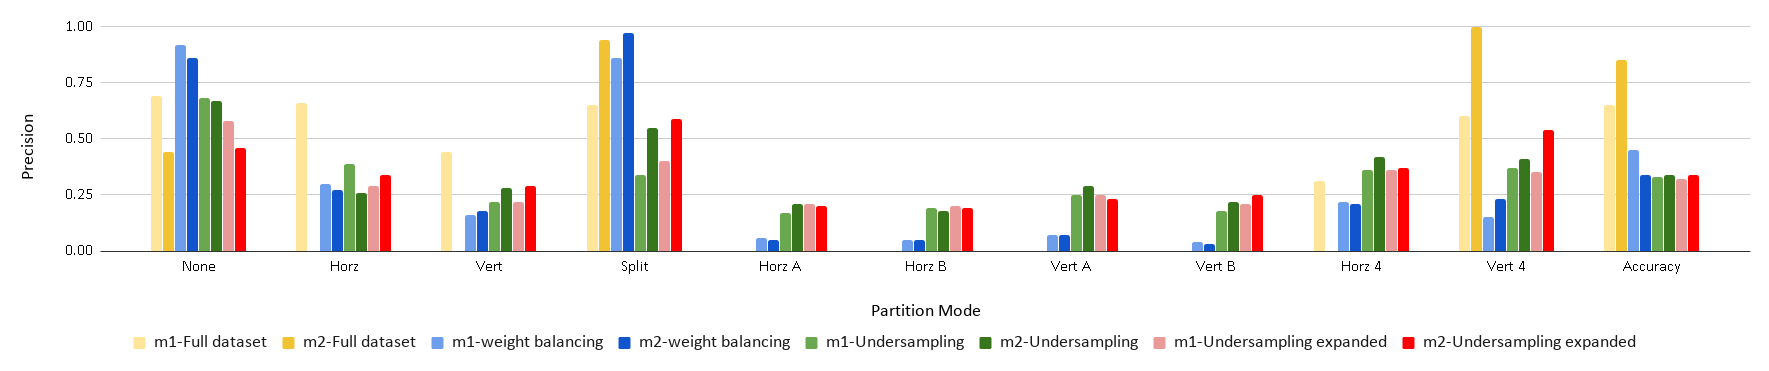 1.00
0.75
0.50
0.25
0.00
Precision
None Horz Vert Split Horz A Horz B Vert A Vert B Horz 4 Vert 4 Accuracy
Partition Mode
m1-Full dataset m2-Full dataset m1-weight balancing m2-weight balancing m1-Undersampling m2-Undersampling m1-Undersampling expanded m2-Undersampling expanded